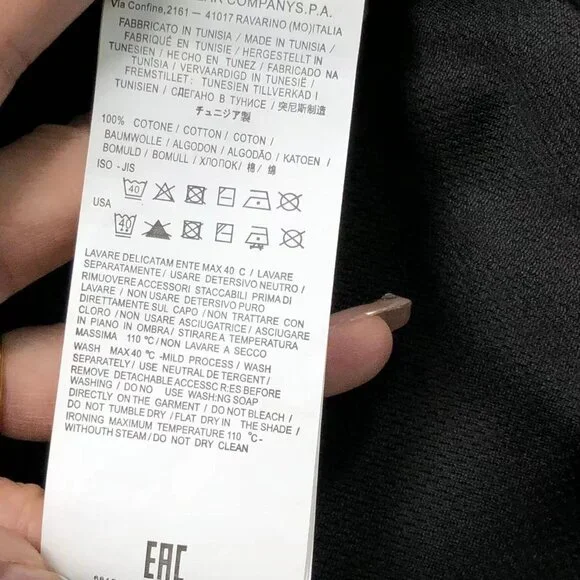 COMPANYS.P.A.
Via Confine,2161 – 41017 RAVARINO (MO)ITALIA
FABBRICATO IN TUNISIA / MADE IN TUNISIA /
FABRIQUÉ EN TUNISIE / HERGESTELLT IN
TUNESIEN / HECHO EN TUNEZ / FABRICADO NA
TUNÍSIA / VERVAARDIGD IN TUNESIË /
FREMSTILLET : TUNESIEN TILLVERKAD I
TUNISIEN / СДЕГАНО В ТУНИСЕ / 突尼斯制造
チュニジア製
100% COTONE / COTTON / COTON /
BAUMWOLLE / ALGODON / ALGODÃO / KATOEN /
BOMULD / BOMULL / ХЛОПОК / 棉 / 綿
ISO -JIS
40
USA
40
LAVARE DELICATAM ENTE MAX 40 C / LAVARE
SEPARATAMENTE/ USARE DETERSIVO NEUTRO/
RIMUOVERE ACCESSORI STACCABILI PRIMA DI
LAVARE / NON USARE DETERSIVO PURO
DIRETTAMENTE SUL CAPO / NON TRATTARE CON
CLORO / NON USARE ASCIUGATRICE / ASCIUGARE
IN PIANO IN OMBRA / STIRARE A TEMPERATURA
MASSIMA 110 ℃/ NON LAVARE A SECCO
WASH MAX 40 ℃ -MILD PROCESS / WASH
SEPARATELY / USE NEUTRAL DE TERGENT /
REMOVE DETACHABLE ACCESSC R:ES BEFORE
WASHING / DO NO USE WASH:NG SOAP
DIRECTLY ON THE GARMENT / DO NOT BLEACH /
DO NOT TUMBLE DRY / FLAT DRY IN THE SHADE /
IRONING MAXIMUM TEMPERATURE 110 ℃-
WITHOUTH STEAM / DO NOT DRY CLEAN
EAC